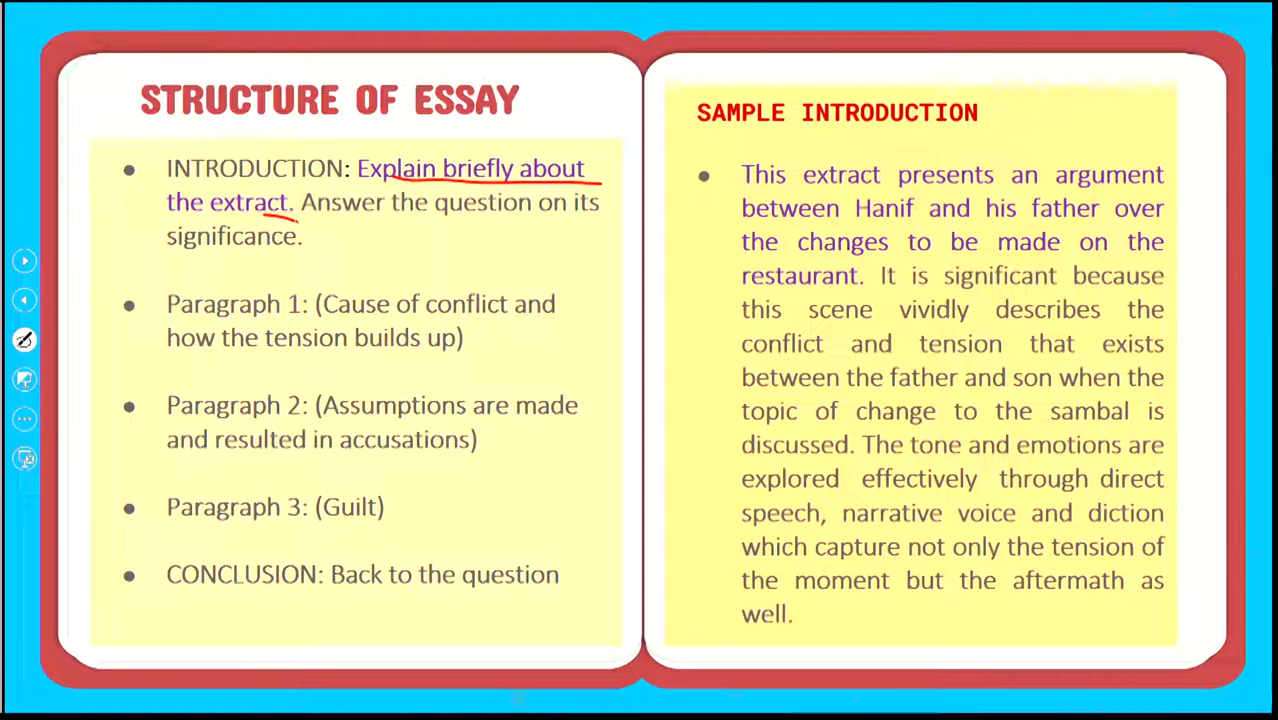 STRUCTURE OF ESSAY
● INTRODUCTION: Explain briefly about
the extract. Answer the question on its
significance.
● Paragraph 1: (Cause of conflict and
how the tension builds up)
● Paragraph 2: (Assumptions are made
and resulted in accusations)
● Paragraph 3: (Guilt)
● CONCLUSION: Back to the question
SAMPLE INTRODUCTION
● This extract presents an argument
between Hanif and his father over
the changes to be made on the
restaurant. It is significant because
this scene vividly describes the
conflict and tension that exists
between the father and son when the
topic of change to the sambal is
discussed. The tone and emotions are
explored effectively through direct
speech, narrative voice and diction
which capture not only the tension of
the moment but the aftermath as
well.